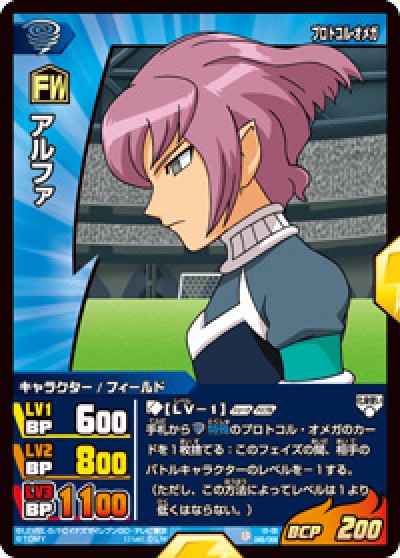 プロトコル・オメガ
FW
アルファ
キャラクター / フィールド
LV1
BP 600
LV2
BP 800
LV3
BP 1100
【LV－1】
手札から 特殊のプロトコル・オメガのカー
ドを1枚捨てる：このフェイズの間、相手の
バトルキャラクターのレベルを－1する。
（ただし、この方法によってレベルは1より
低くはならない。）
©TOMY
BCP 200